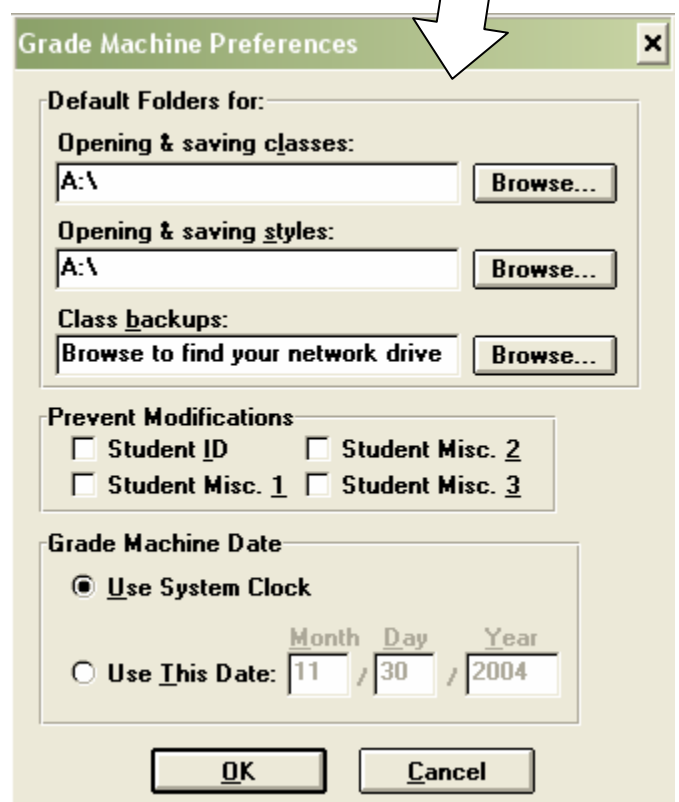 Grade Machine Preferences
Default Folders for:
Opening & saving classes:
A:\ Browse...
Opening & saving styles:
A:\ Browse...
Class backups:
Browse to find your network drive Browse...
Prevent Modifications
Student ID Student Misc. 2
Student Misc. 1 Student Misc. 3
Grade Machine Date
Use System Clock
Month Day Year
Use This Date: 11 / 30 / 2004
OK Cancel